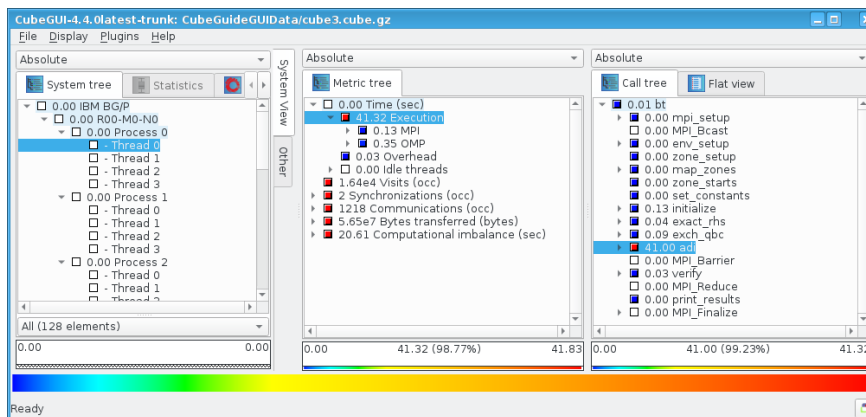 CubeGUI-4.4.0latest-trunk: CubeGuideGUIData/cube3.cube.gz
File Display Plugins Help
Absolute
System tree
Statistics
0.00 IBM BG/P
0.00 R00-M0-N0
0.00 Process 0
- Thread 0
- Thread 1
- Thread 2
- Thread 3
0.00 Process 1
- Thread 0
- Thread 1
- Thread 2
- Thread 3
0.00 Process 2
- Thread 0
- Thread 1
- Thread 2
All (128 elements)
0.00 0.00
System View
Other
Absolute
Metric tree
0.00 Time (sec)
41.32 Execution
0.13 MPI
0.35 OMP
0.03 Overhead
0.00 Idle threads
1.64e4 Visits (occ)
2 Synchronizations (occ)
1218 Communications (occ)
5.65e7 Bytes transferred (bytes)
20.61 Computational imbalance (sec)
0.00 41.32 (98.77%) 41.83
Absolute
Call tree
Flat view
0.01 bt
0.00 mpi_setup
0.00 MPI_Bcast
0.00 env_setup
0.00 zone_setup
0.00 map_zones
0.00 zone_starts
0.00 set_constants
0.13 initialize
0.04 exact_rhs
0.09 exch_qbc
41.00 adi
0.00 MPI_Barrier
0.03 verify
0.00 MPI_Reduce
0.00 print_results
0.00 MPI_Finalize
0.00 41.00 (99.23%) 41.32
Ready